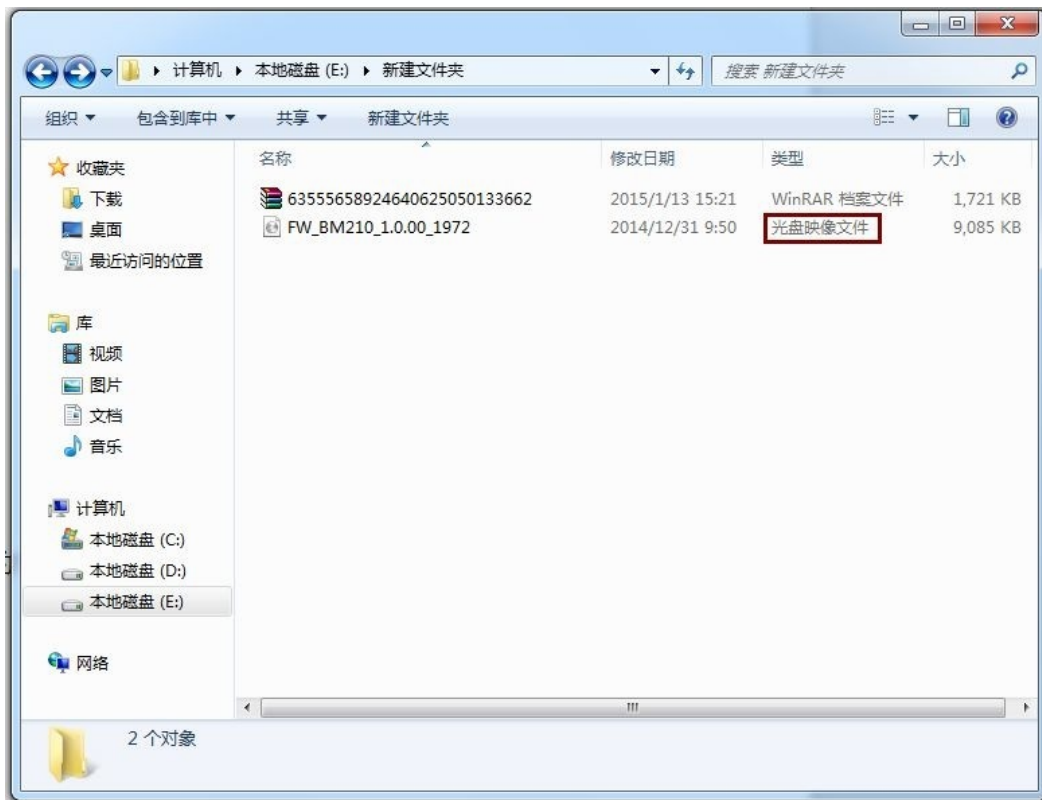 计算机 本地磁盘 (E:) 新建文件夹 搜索 新建文件夹
组织 包含到库中 共享 新建文件夹
名称 修改日期 类型 大小
635556589246406250501​33662 2015/1/13 15:21 WinRAR 档案文件 1,721 KB
FW_BM210_1.0.00_1972 2014/12/31 9:50 光盘映像文件 9,085 KB
收藏夹
下载
桌面
最近访问的位置
库
视频
图片
文档
音乐
计算机
本地磁盘 (C:)
本地磁盘 (D:)
本地磁盘 (E:)
网络
2 个对象